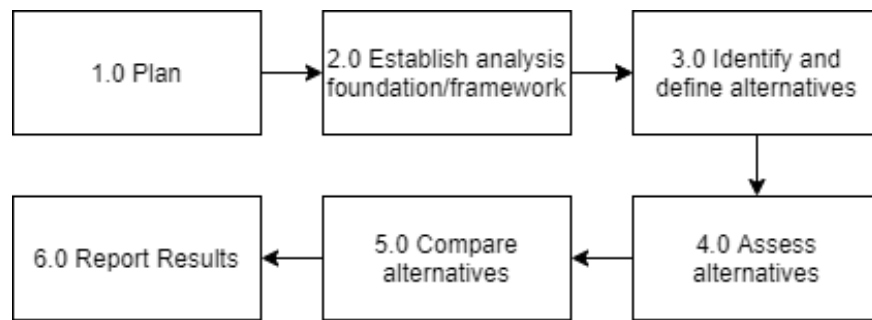 1.0 Plan
2.0 Establish analysis
foundation/framework
3.0 Identify and
define alternatives
4.0 Assess
alternatives
5.0 Compare
alternatives
6.0 Report Results